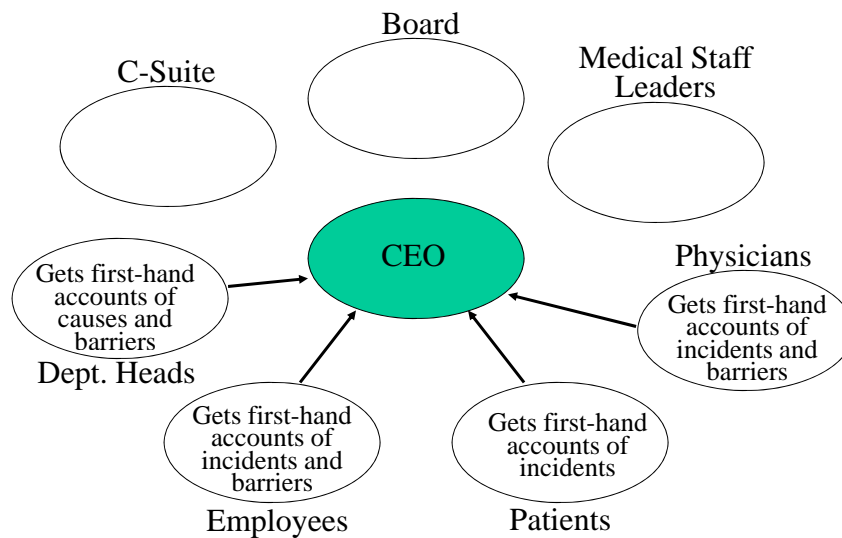 Board
C-Suite
Medical Staff
Leaders
CEO
Physicians
Gets first-hand
accounts of
causes and
barriers
Dept. Heads
Gets first-hand
accounts of
incidents and
barriers
Gets first-hand
accounts of
incidents and
barriers
Employees
Gets first-hand
accounts of
incidents
Patients